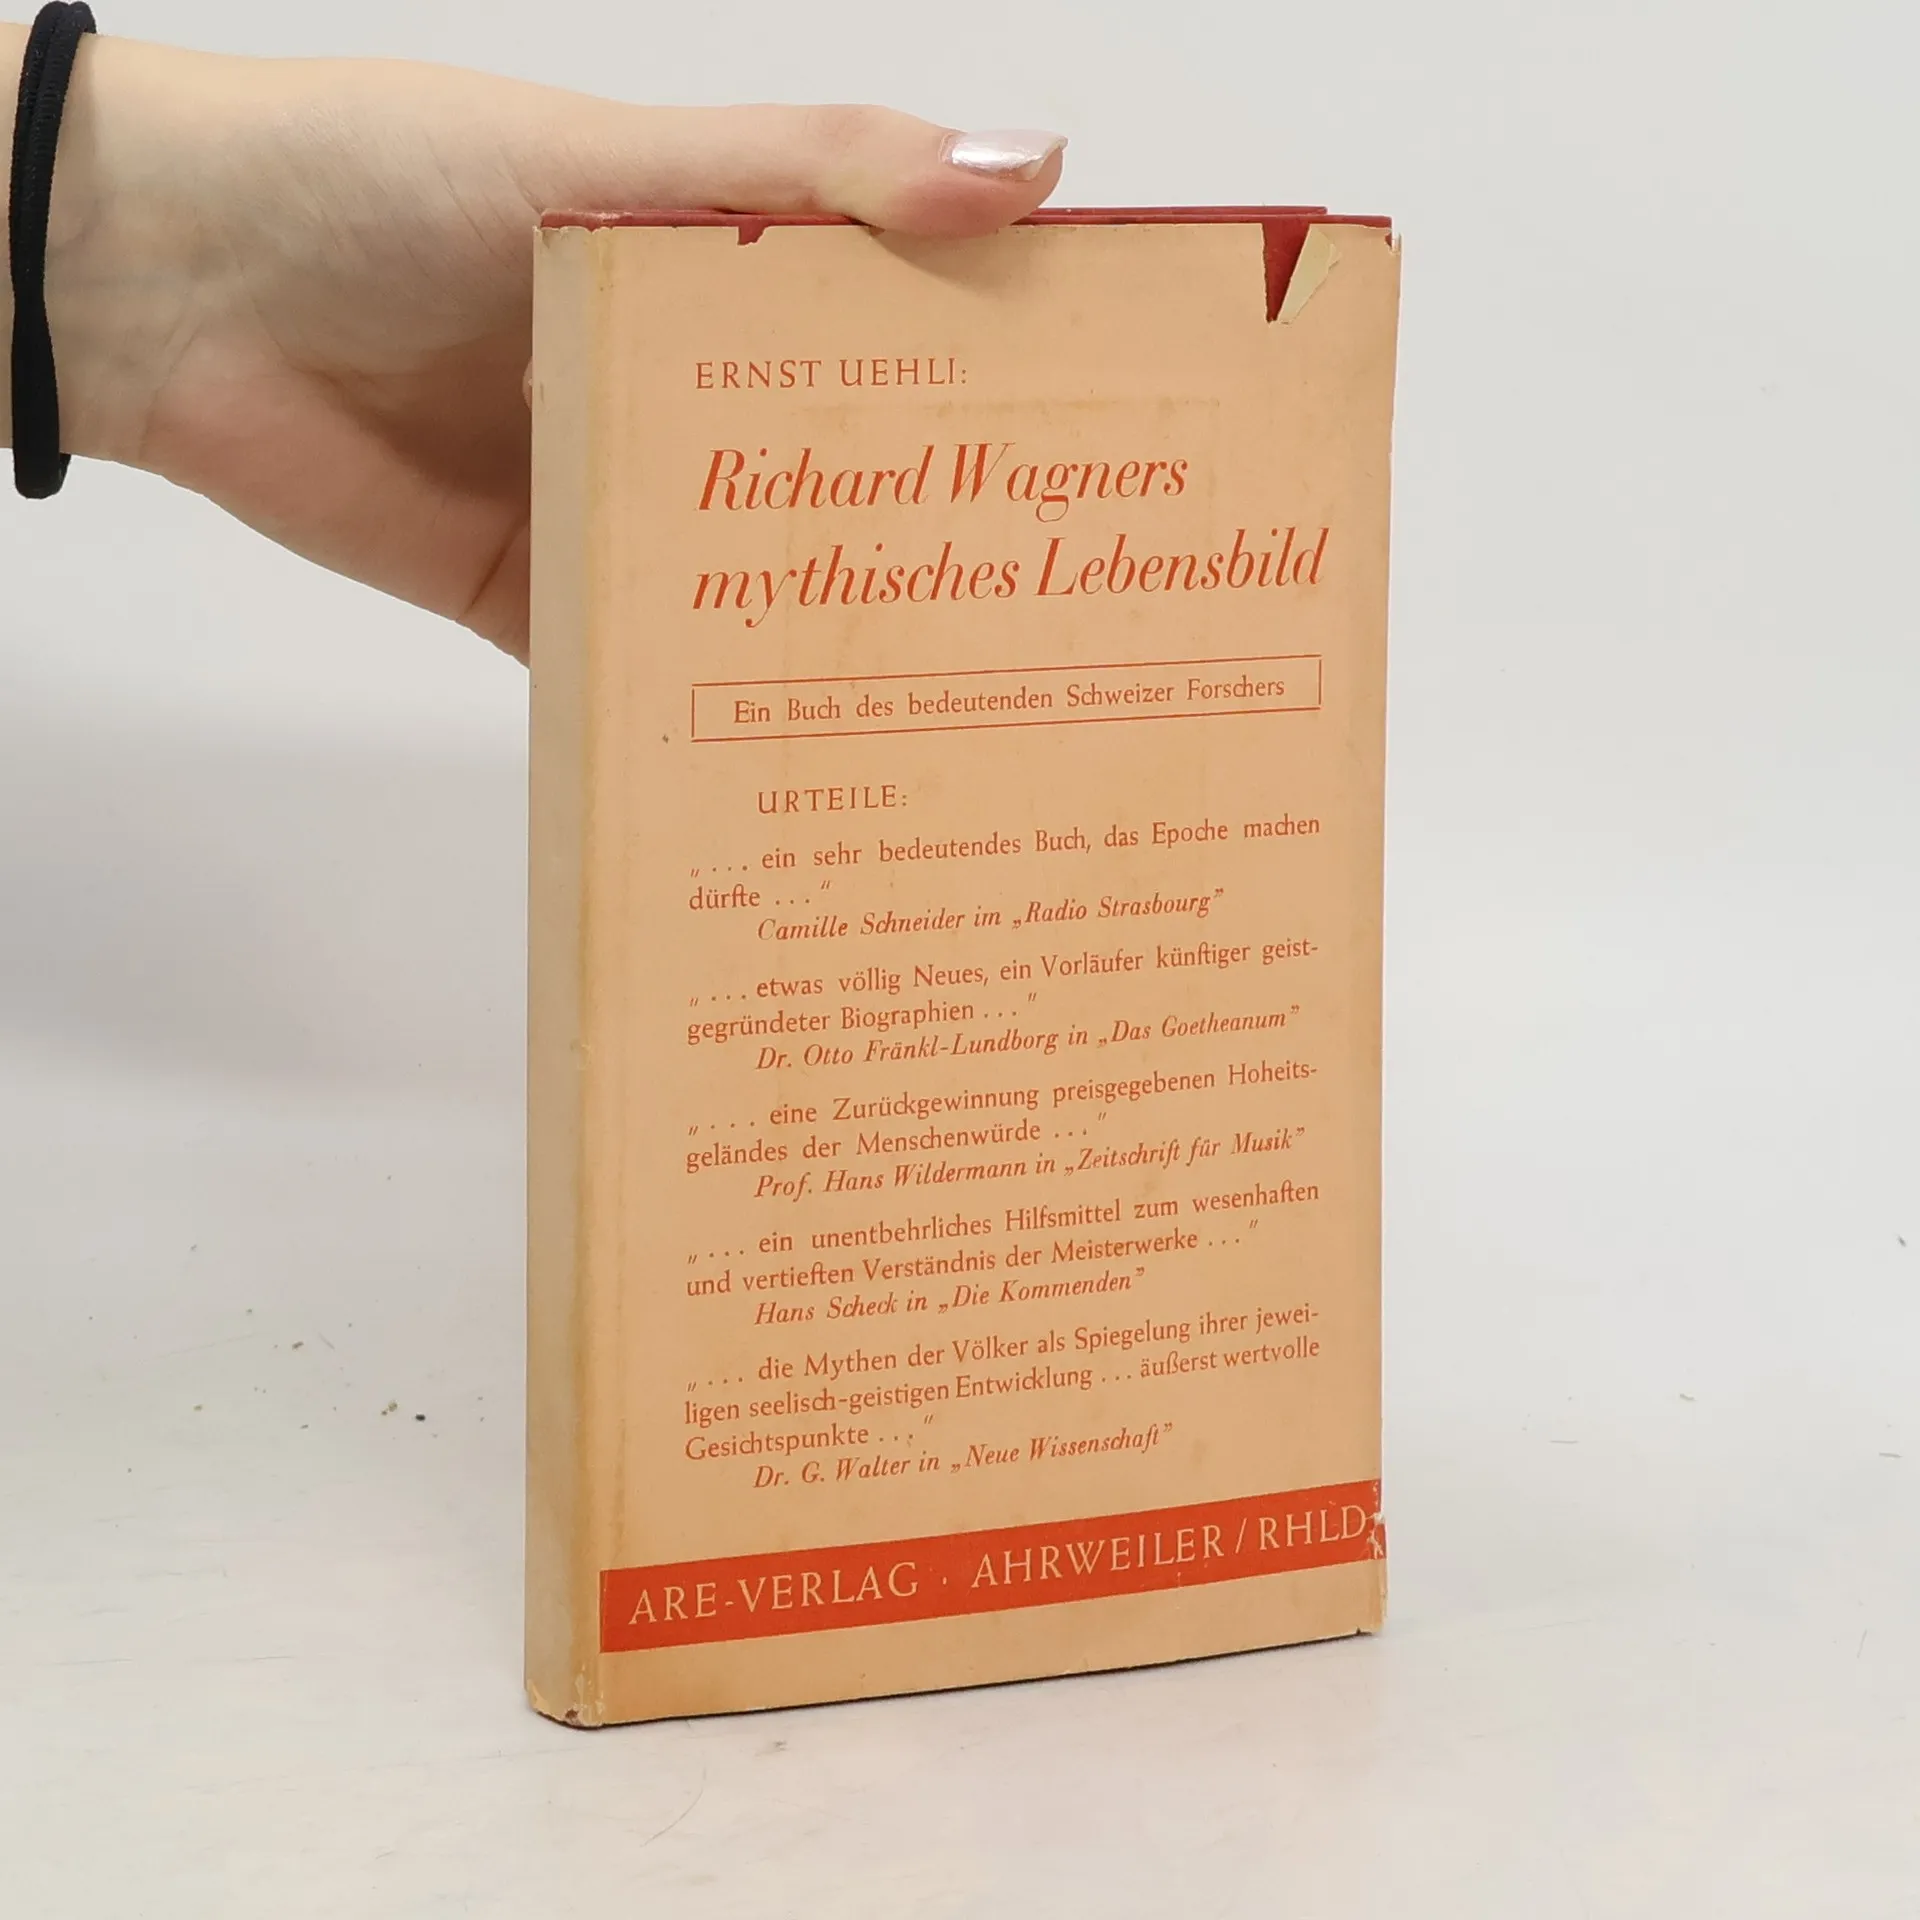 ERNST UEHLI:
Richard Wagners
mythisches Lebensbild
Ein Buch des bedeutenden Schweizer Forschers
URTEILE:
„ . . . ein sehr bedeutendes Buch, das Epoche machen
dürfte . . . "
Camille Schneider im „Radio Strasbourg”
„ . . . etwas völlig Neues, ein Vorläufer künftiger geist-
gegründeter Biographien . . . "
Dr. Otto Fränkl-Lundborg in „Das Goetheanum”
„ . . . eine Zurückgewinnung preisgegebenen Hoheits-
geländes der Menschenwürde . . . "
Prof. Hans Wildermann in „Zeitschrift für Musik”
„ . . . ein unentbehrliches Hilfsmittel zum wesenhaften
und vertieften Verständnis der Meisterwerke . . . "
Hans Scheck in „Die Kommenden”
„ . . . die Mythen der Völker als Spiegelung ihrer jewei-
ligen seelisch-geistigen Entwicklung . . . äußerst wertvolle
Gesichtspunkte . . . "
Dr. G. Walter in „Neue Wissenschaft”
ARE-VERLAG · AHRWEILER / RHLD